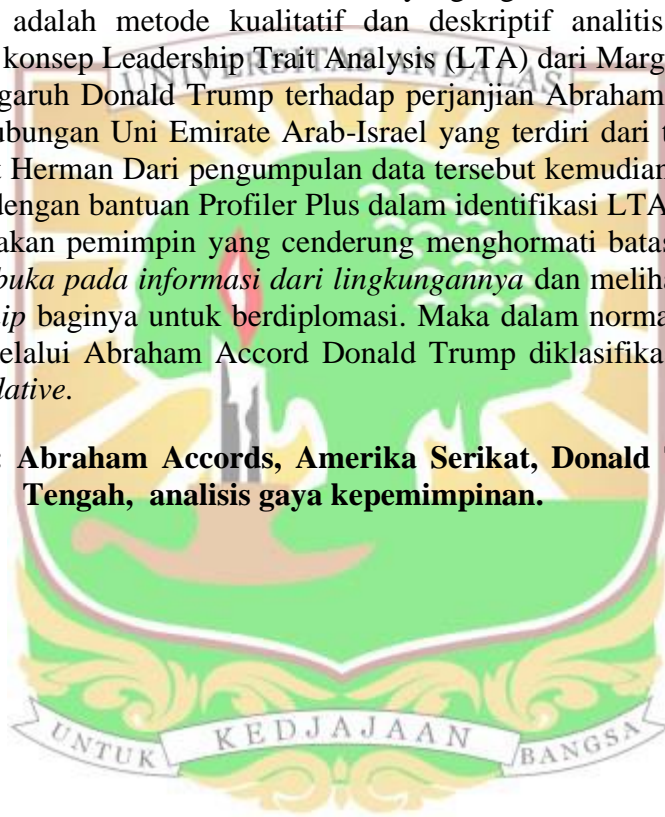 adalah metode kualitatif dan deskriptif analitis
konsep Leadership Trait Analysis (LTA) dari Marg
UNIVERSITAS ANDALAS
garuh Donald Trump terhadap perjanjian Abraham
ubungan Uni Emirate Arab-Israel yang terdiri dari t
t Herman Dari pengumpulan data tersebut kemudian
dengan bantuan Profiler Plus dalam identifikasi LTA
akan pemimpin yang cenderung menghormati batas
buka pada informasi dari lingkungannya dan meliha
ip baginya untuk berdiplomasi. Maka dalam norma
elalui Abraham Accord Donald Trump diklasifika
lative.
: Abraham Accords, Amerika Serikat, Donald T
Tengah, analisis gaya kepemimpinan.
UNTUK KEDJAJAAN BANGSA